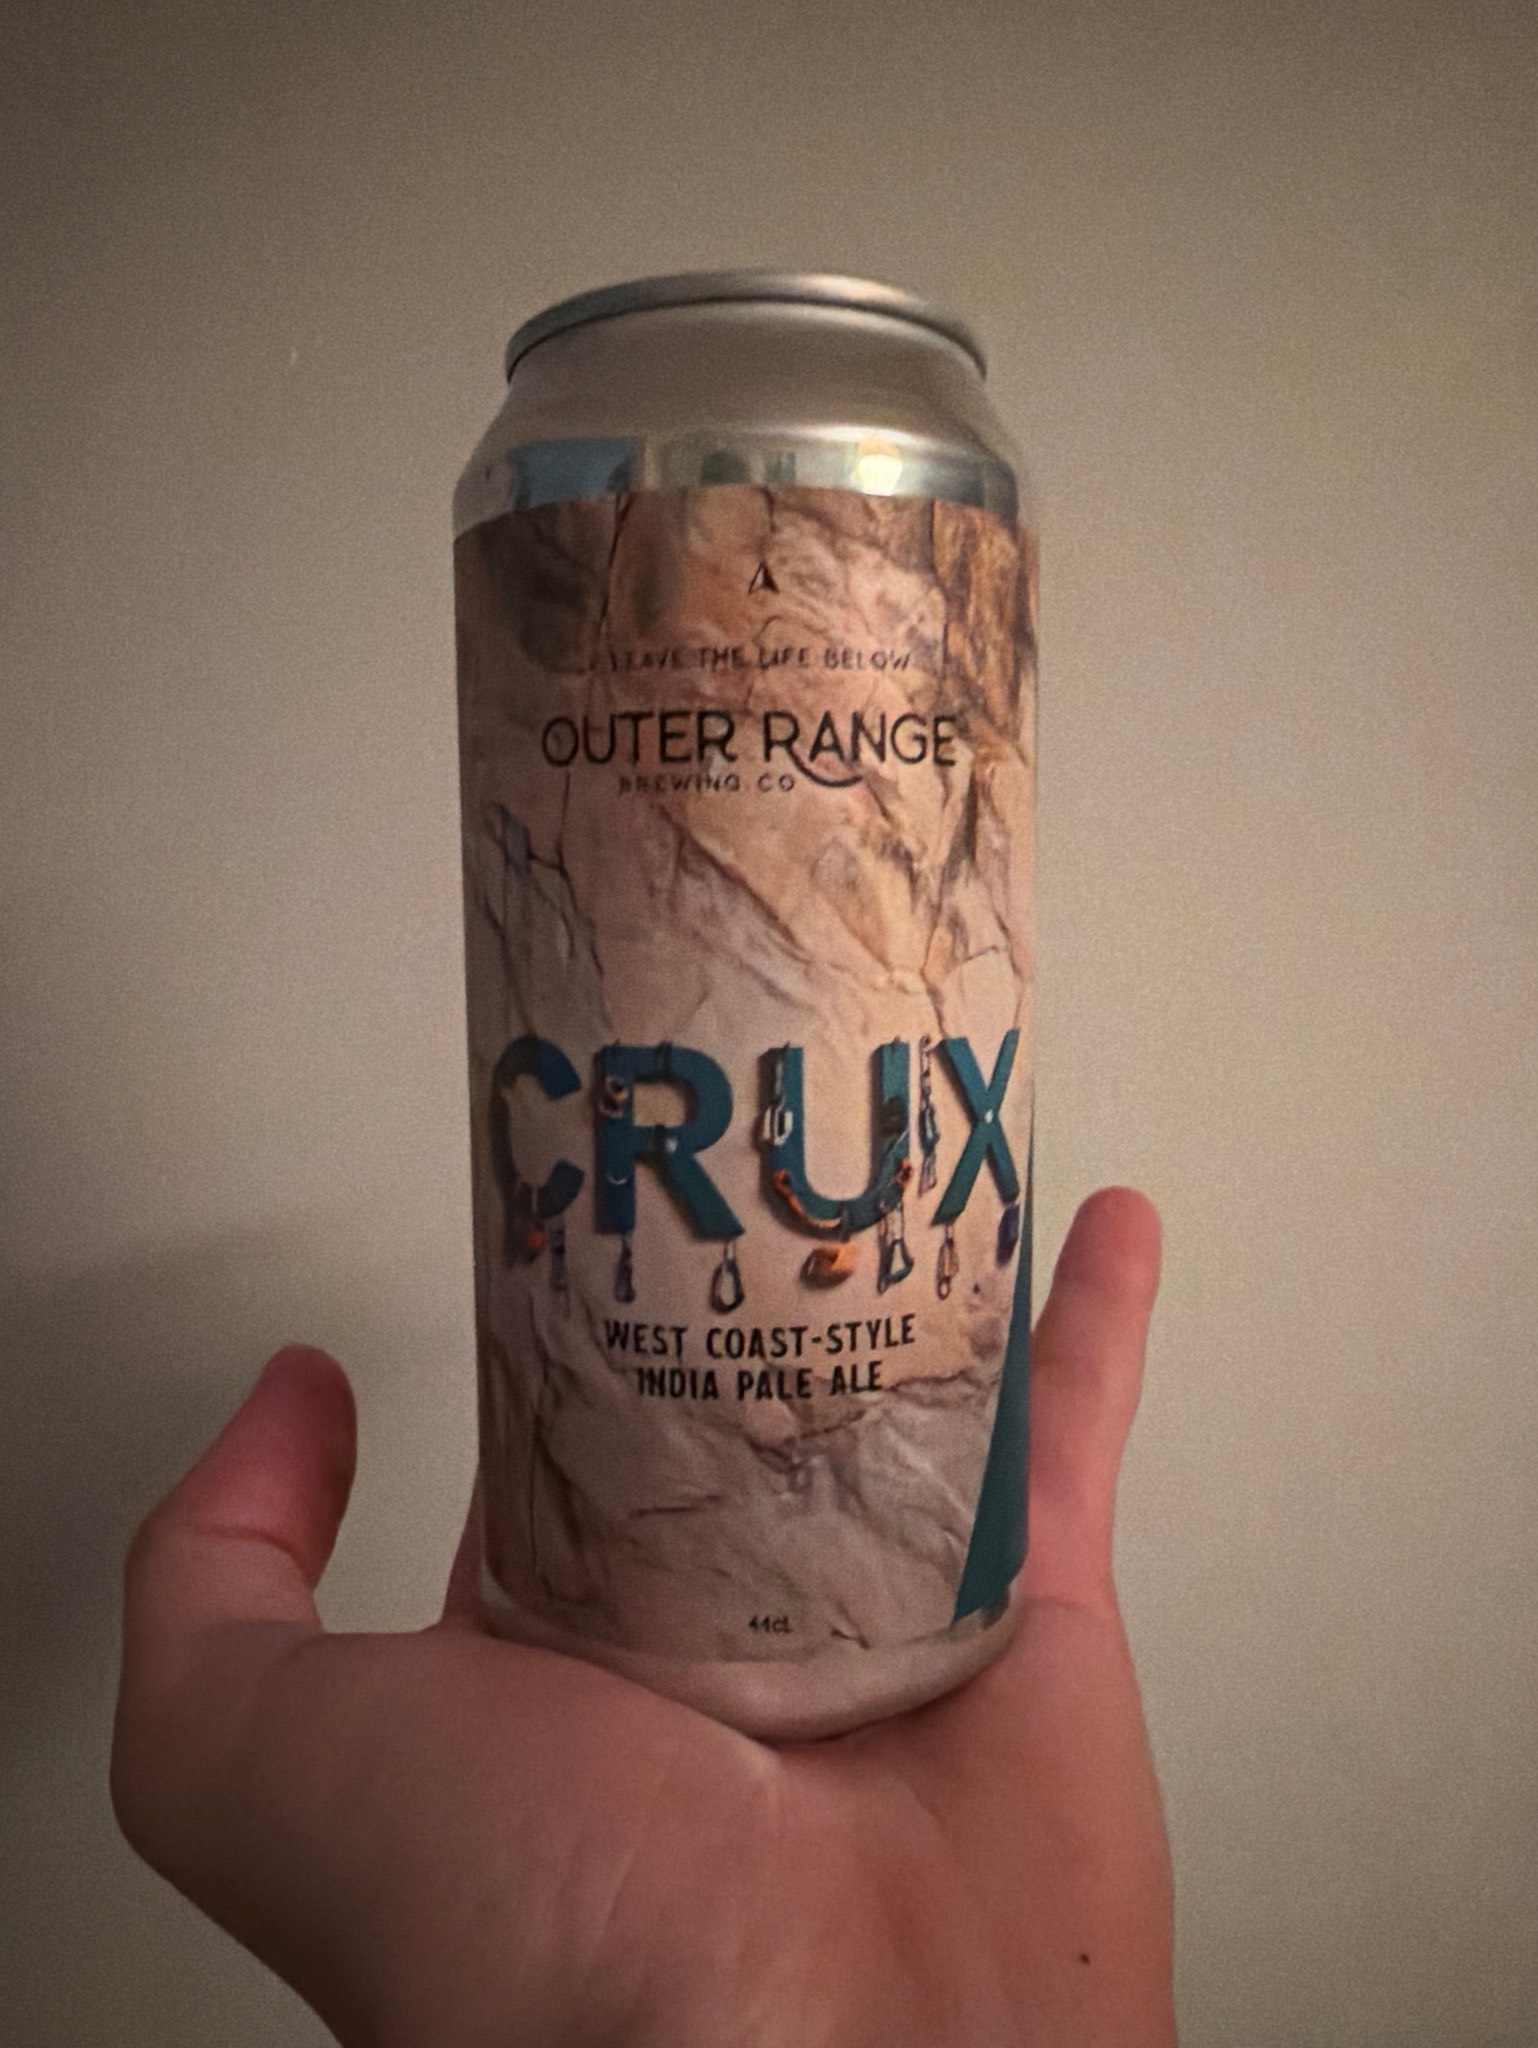 LEAVE THE LIFE BELOW
OUTER RANGE
BREWING CO
CRUX
WEST COAST-STYLE
INDIA PALE ALE
44cL